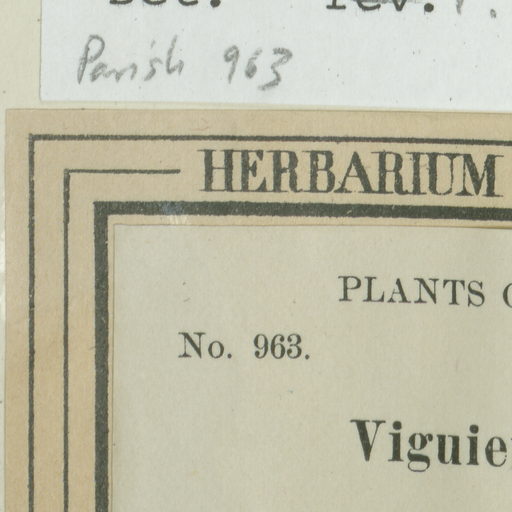 Parish 963
HERBARIUM
PLANTS
No. 963.
Viguie